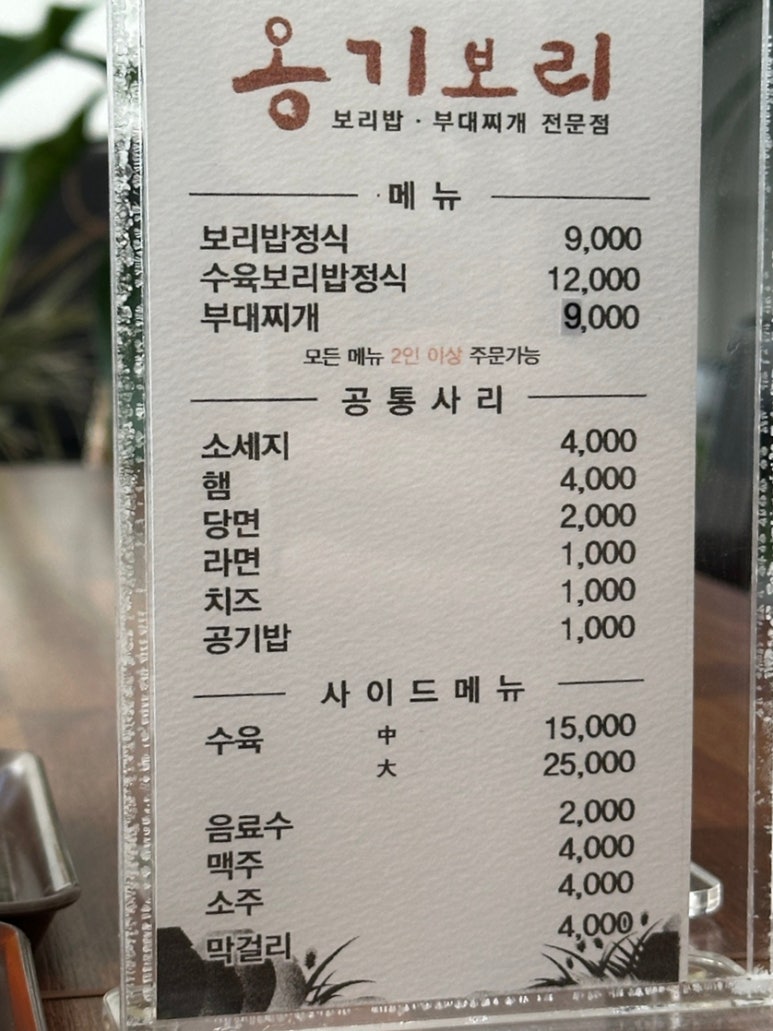 옹기보리
보리밥 · 부대찌개 전문점
메뉴
보리밥정식 9,000
수육보리밥정식 12,000
부대찌개 9,000
모든 메뉴 2인 이상 주문가능
공통사리
소세지 4,000
햄 4,000
당면 2,000
라면 1,000
치즈 1,000
공기밥 1,000
사이드메뉴
수육 中 15,000
大 25,000
음료수 2,000
맥주 4,000
소주 4,000
막걸리 4,000